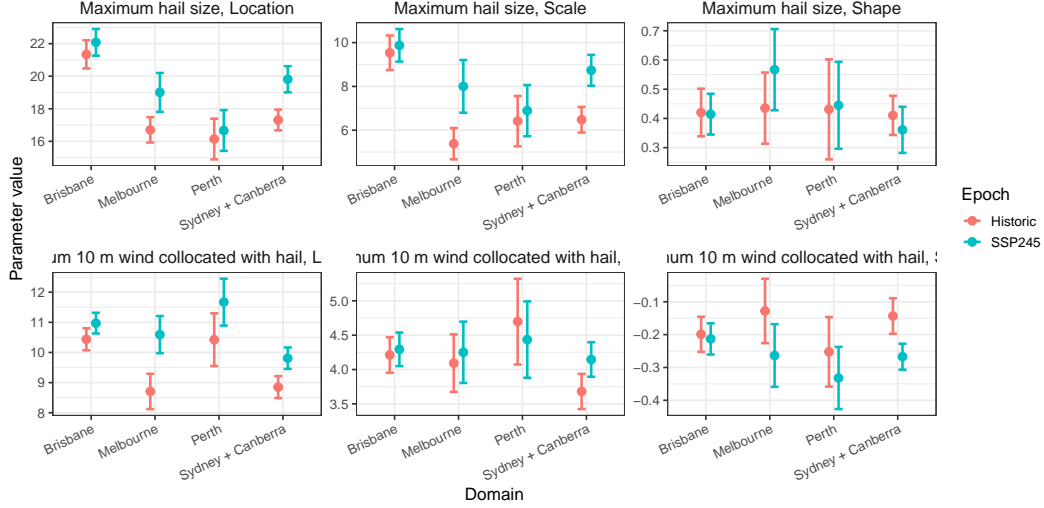 Maximum hail size, Location
Maximum hail size, Scale
Maximum hail size, Shape
22
20
18
16
10
8
6
0.7
0.6
0.5
0.4
0.3
Brisbane
Melbourne
Perth
Sydney + Canberra
Brisbane
Melbourne
Perth
Sydney + Canberra
Brisbane
Melbourne
Perth
Sydney + Canberra
Parameter value
Epoch
Historic
SSP245
um 10 m wind collocated with hail, L
num 10 m wind collocated with hail,
num 10 m wind collocated with hail, S
12
11
10
9
8
5.0
4.5
4.0
3.5
−0.1
−0.2
−0.3
−0.4
Brisbane
Melbourne
Perth
Sydney + Canberra
Brisbane
Melbourne
Perth
Sydney + Canberra
Brisbane
Melbourne
Perth
Sydney + Canberra
Domain